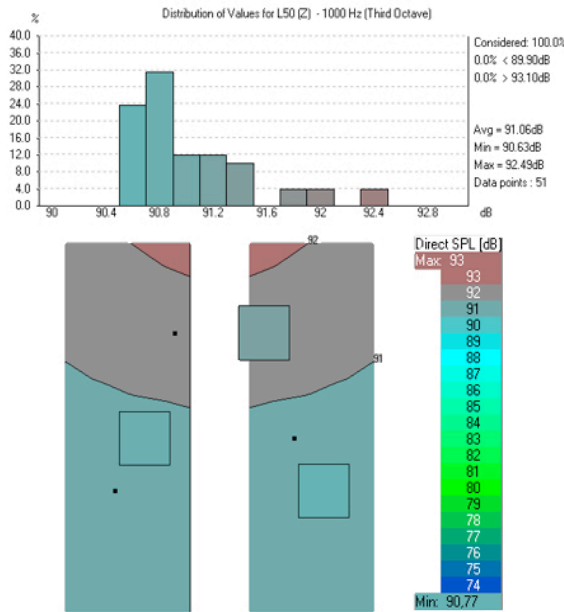 Distribution of Values for L50 (Z) - 1000 Hz (Third Octave)
%
40.0
36.0
32.0
28.0
24.0
20.0
16.0
12.0
8.0
4.0
0.0
90 90.4 90.8 91.2 91.6 92 92.4 92.8 dB
Considered: 100.0%
0.0% < 89.90dB
0.0% > 93.10dB
Avg = 91.06dB
Min = 90.63dB
Max = 92.49dB
Data points : 51
92
91
Direct SPL [dB]
Max: 93
93
92
91
90
89
88
87
86
85
84
83
82
81
80
79
78
77
76
75
74
Min: 90,77